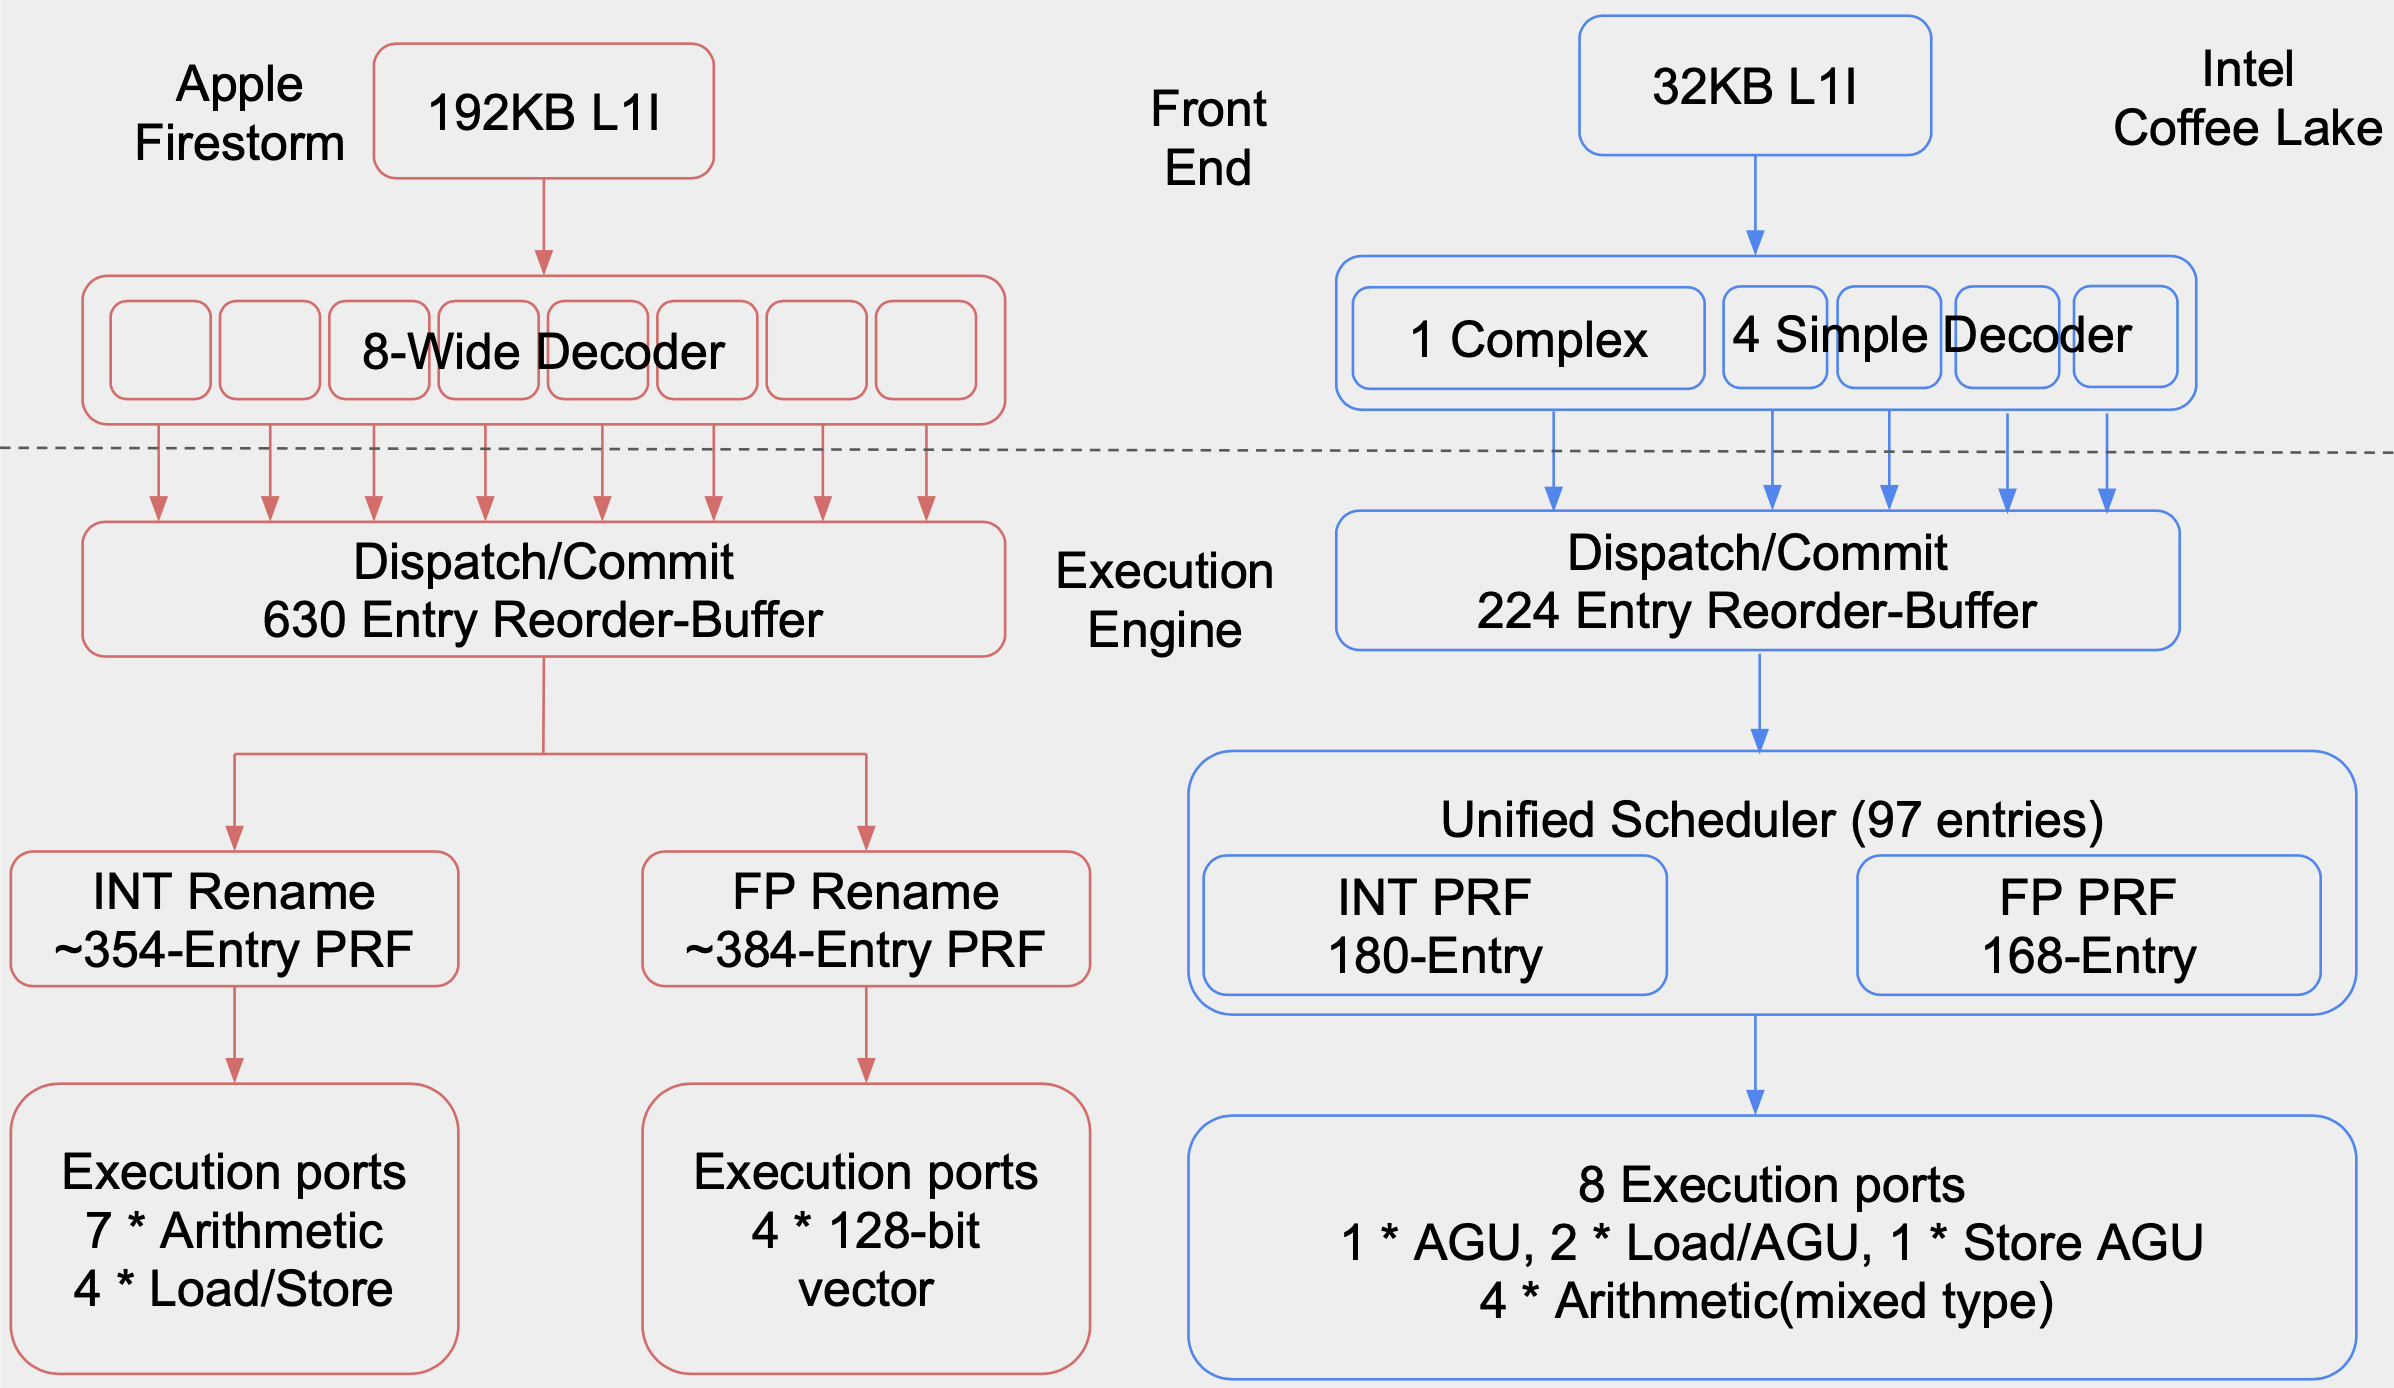 Apple
Firestorm
192KB L1I
Front
End
32KB L1I
Intel
Coffee Lake
8-Wide Decoder
1 Complex
4 Simple Decoder
Dispatch/Commit
630 Entry Reorder-Buffer
Execution
Engine
Dispatch/Commit
224 Entry Reorder-Buffer
INT Rename
~354-Entry PRF
FP Rename
~384-Entry PRF
Unified Scheduler (97 entries)
INT PRF
180-Entry
FP PRF
168-Entry
Execution ports
7 * Arithmetic
4 * Load/Store
Execution ports
4 * 128-bit
vector
8 Execution ports
1 * AGU, 2 * Load/AGU, 1 * Store AGU
4 * Arithmetic(mixed type)